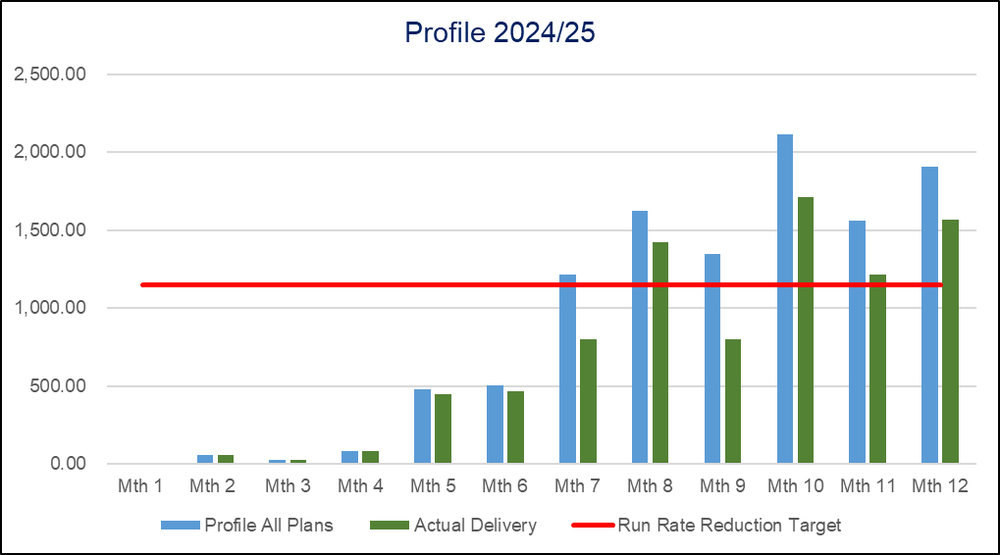 Profile 2024/25
2,500.00
2,000.00
1,500.00
1,000.00
500.00
0.00
Mth 1 Mth 2 Mth 3 Mth 4 Mth 5 Mth 6 Mth 7 Mth 8 Mth 9 Mth 10 Mth 11 Mth 12
Profile All Plans Actual Delivery Run Rate Reduction Target